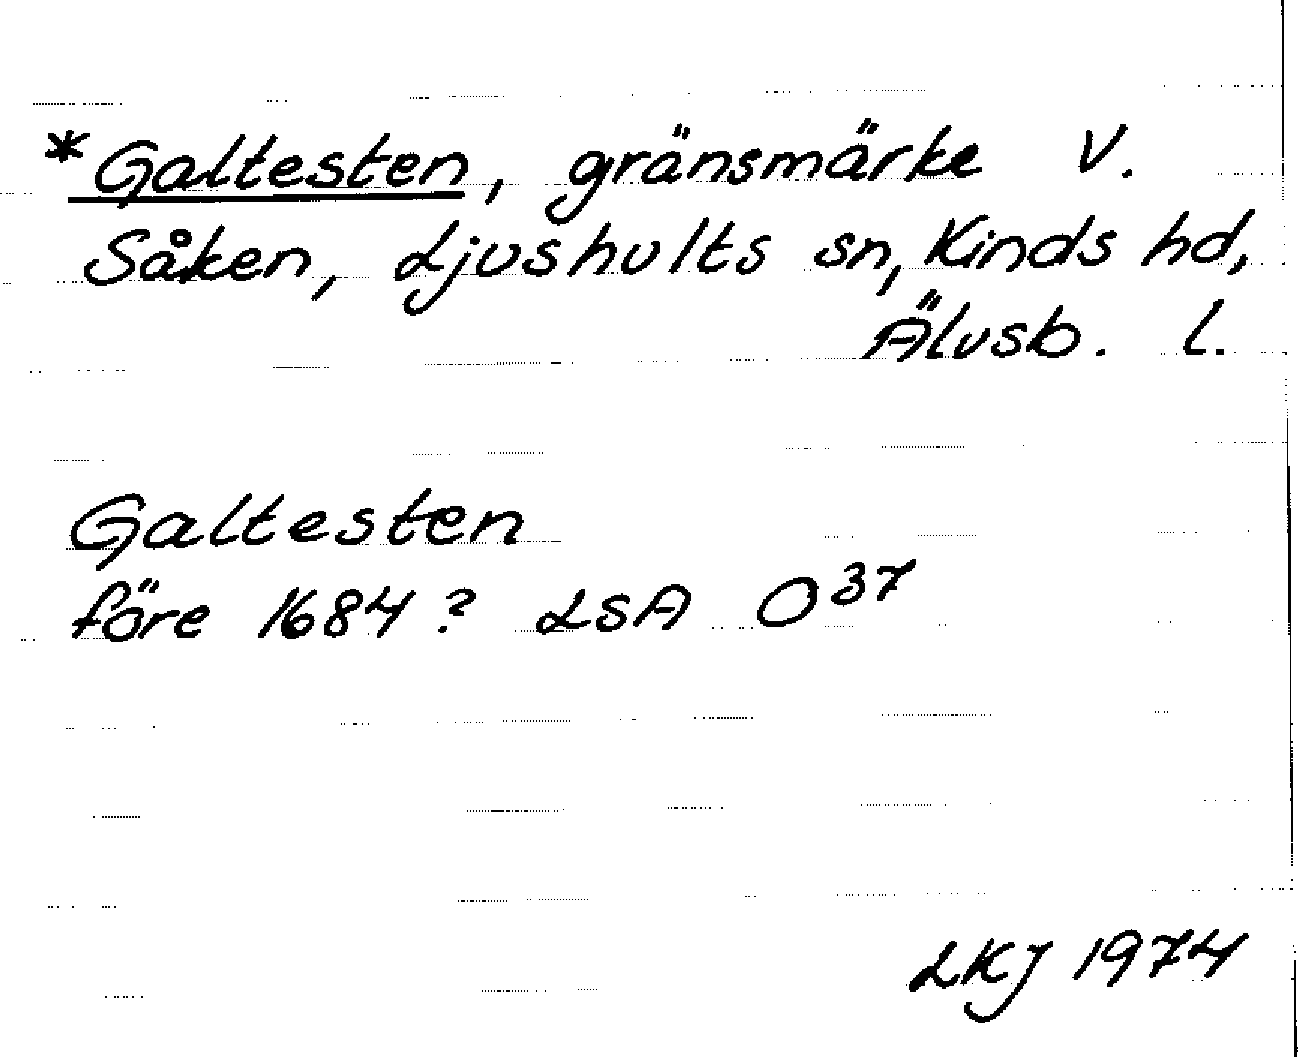 *Galtesten, gränsmärke V.
Såken, Ljushults sn, Kinds hd,
Älvsb. l.
Galtesten
före 1684? LSA O37
LKJ 1974